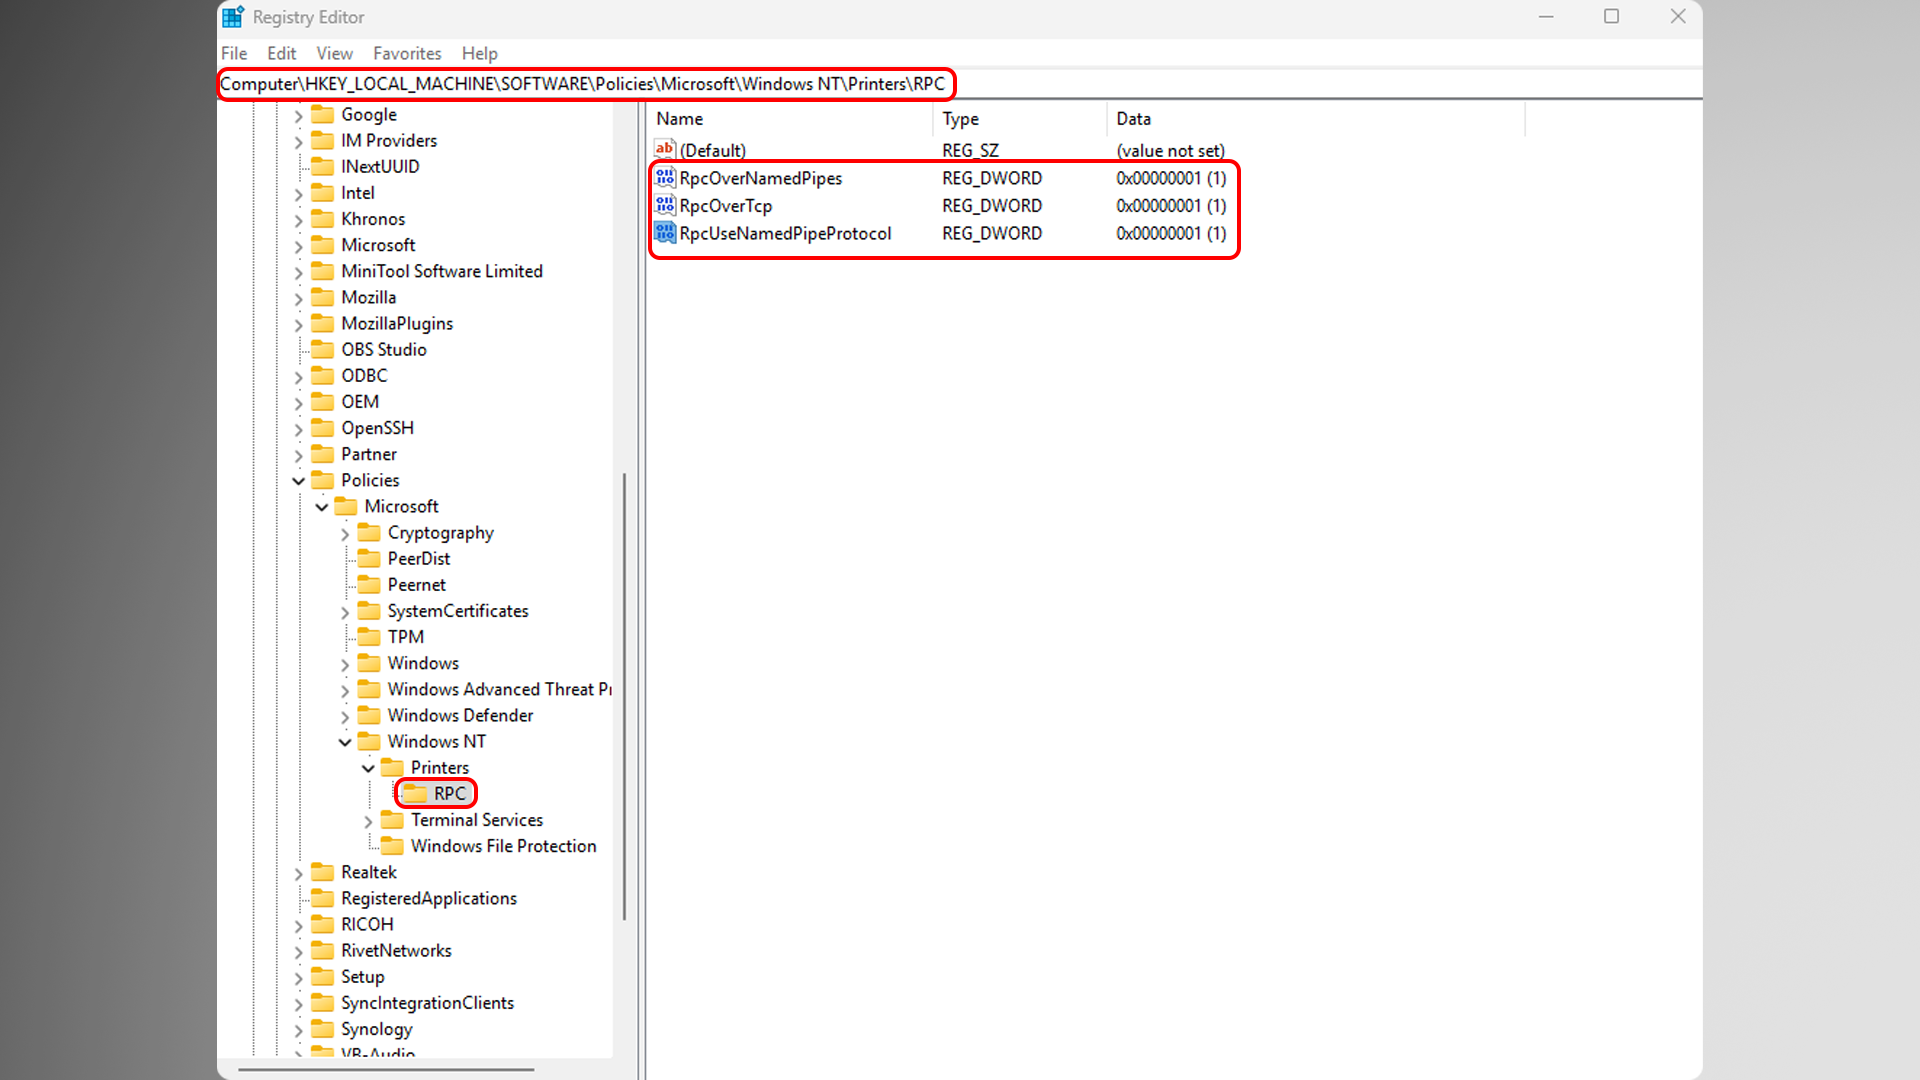 Registry Editor
File Edit View Favorites Help
Computer\HKEY_LOCAL_MACHINE\SOFTWARE\Policies\Microsoft\Windows NT\Printers\RPC
Google
IM Providers
INextUUID
Intel
Khronos
Microsoft
MiniTool Software Limited
Mozilla
MozillaPlugins
OBS Studio
ODBC
OEM
OpenSSH
Partner
Policies
Microsoft
Cryptography
PeerDist
Peernet
SystemCertificates
TPM
Windows
Windows Advanced Threat Pr
Windows Defender
Windows NT
Printers
RPC
Terminal Services
Windows File Protection
Realtek
RegisteredApplications
RICOH
RivetNetworks
Setup
SyncIntegrationClients
Synology
VB-Audio
Name Type Data
(Default) REG_SZ (value not set)
RpcOverNamedPipes REG_DWORD 0x00000001 (1)
RpcOverTcp REG_DWORD 0x00000001 (1)
RpcUseNamedPipeProtocol REG_DWORD 0x00000001 (1)